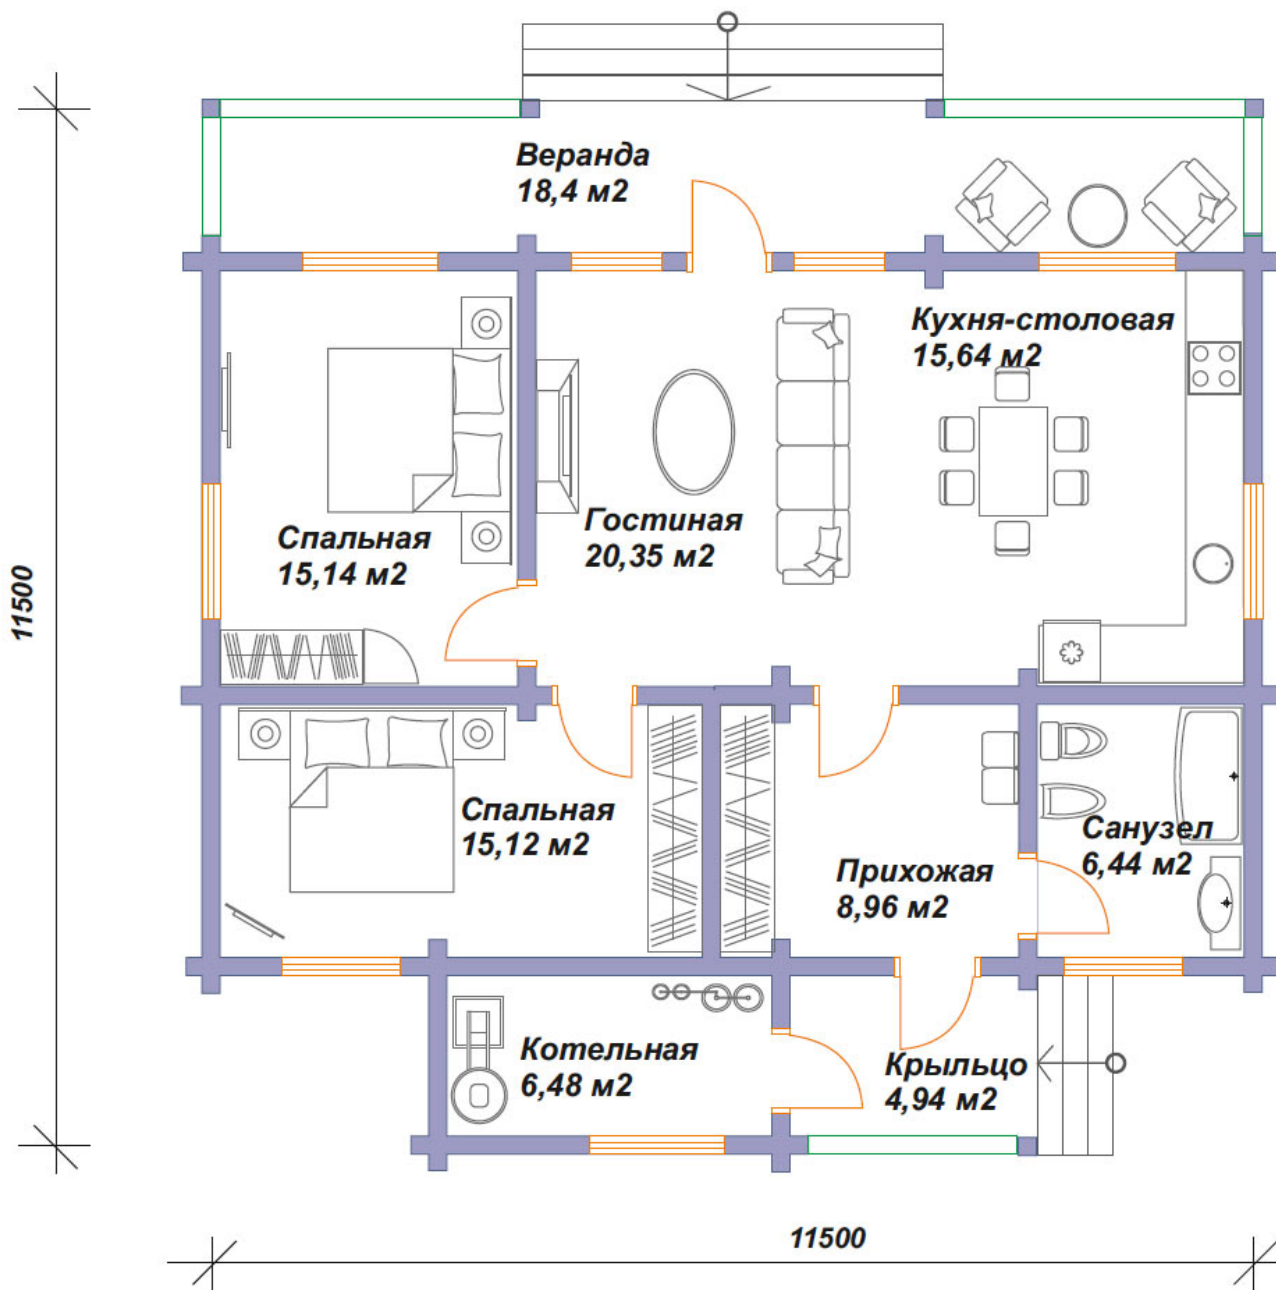 Веранда
18,4 м2
Кухня-столовая
15,64 м2
Гостиная
20,35 м2
Спальная
15,14 м2
11500
Спальная
15,12 м2
Санузел
6,44 м2
Прихожая
8,96 м2
Котельная
6,48 м2
Крыльцо
4,94 м2
11500